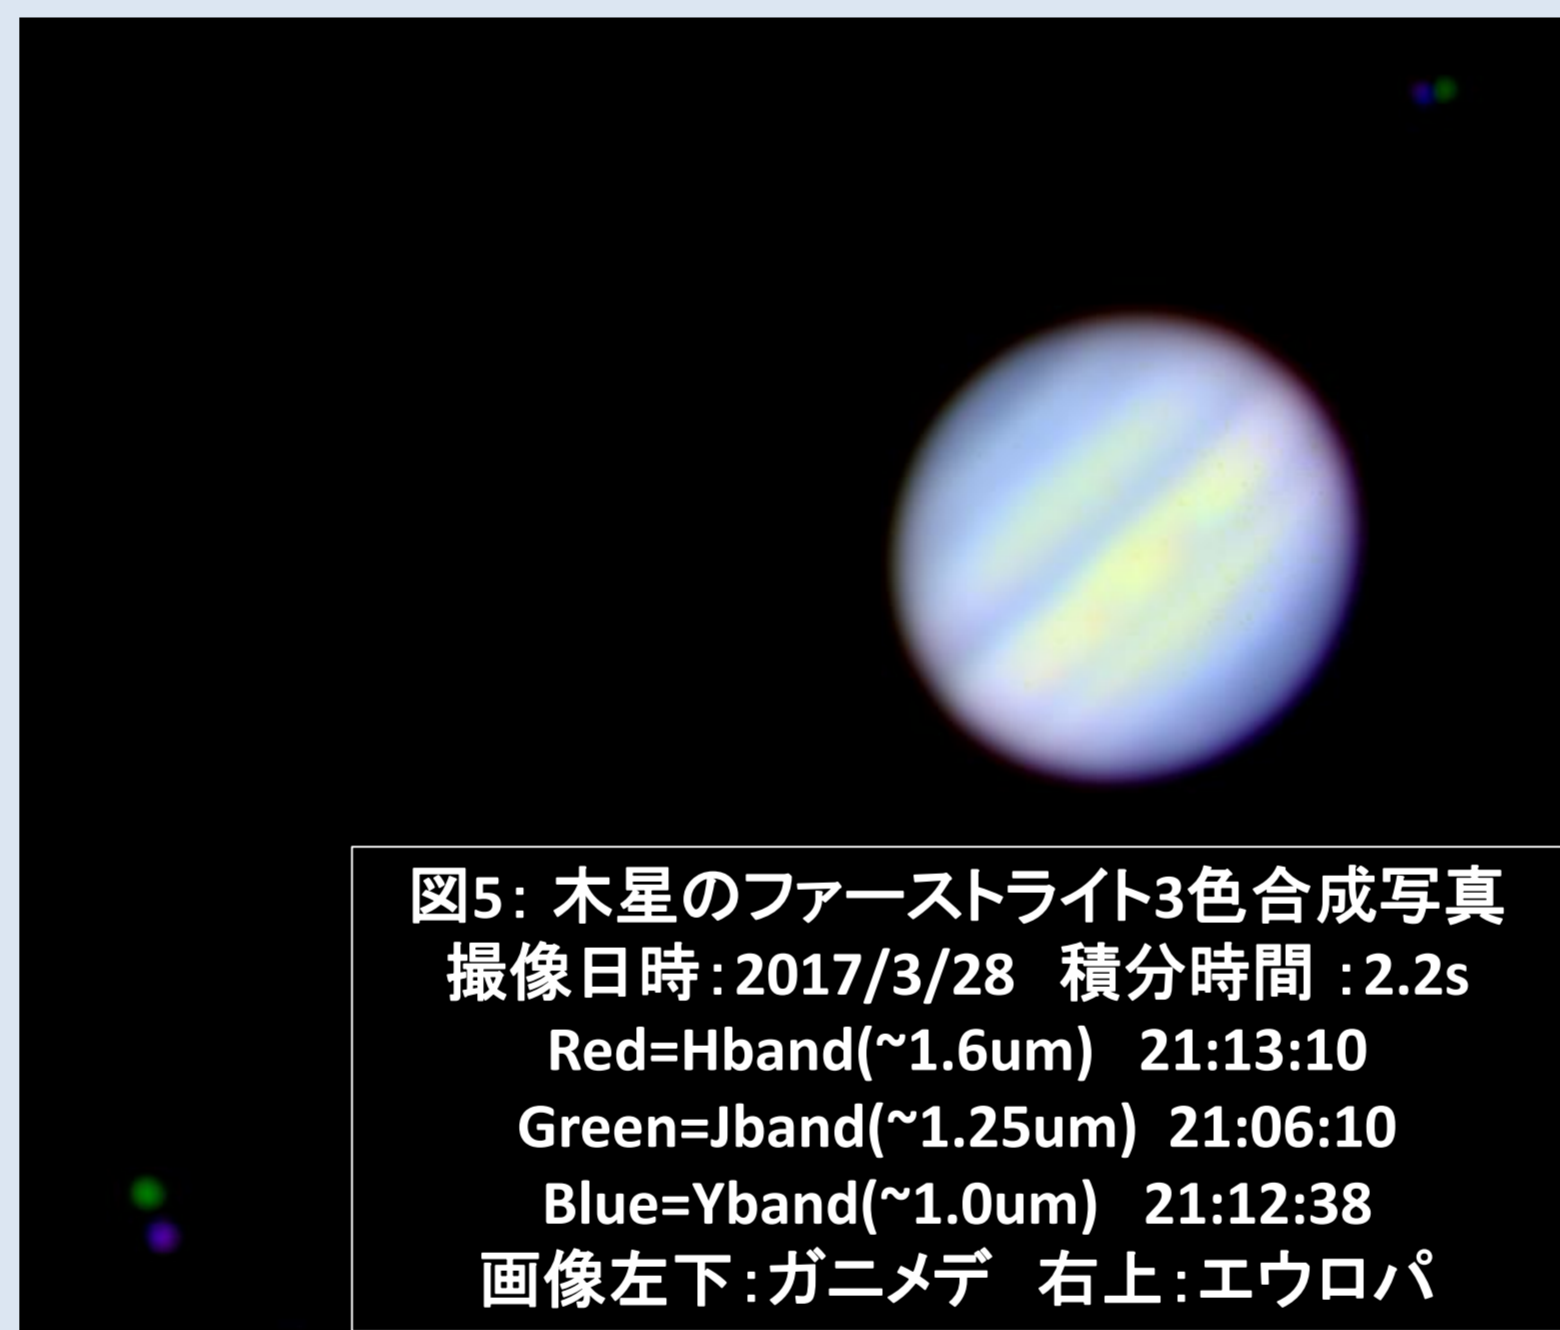 図5： 木星のファーストライト3色合成写真
撮像日時：2017/3/28　積分時間 ：2.2s
Red=Hband(~1.6um)   21:13:10
Green=Jband(~1.25um)  21:06:10
Blue=Yband(~1.0um)   21:12:38
画像左下：ガニメデ　右上：エウロパ